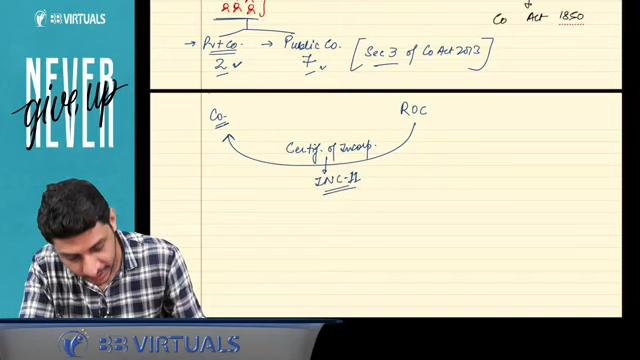 BB VIRTUALS
Co Act 1850
NEVER
give up
NEVER
→ Pvt Co. → Public Co. [Sec 3 of Co Act 2013]
2 ✓ 7 ✓
Co. ROC
Certif. of Incorp.
INC-11
BB VIRTUALS